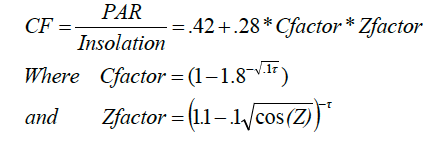 CF = PAR / Insolation = .42 + .28 * Cfactor * Zfactor
Where Cfactor = (1 − 1.8^(−√.1τ))
and Zfactor = (1.1 − .1√cos(Z))^(−τ)